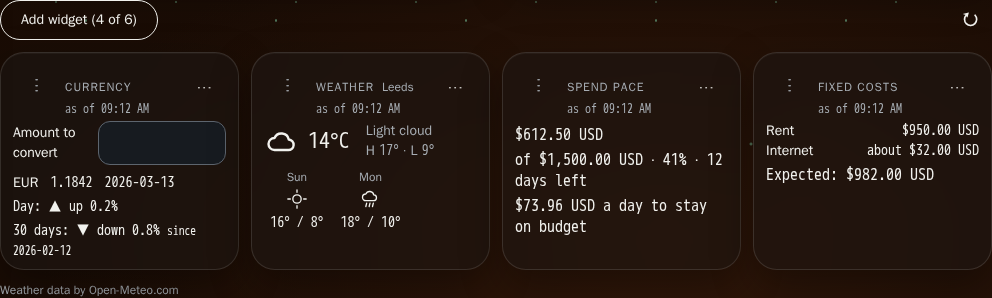 Add widget (4 of 6)
CURRENCY
as of 09:12 AM
Amount to
convert
EUR 1.1842 2026-03-13
Day: ▲ up 0.2%
30 days: ▼ down 0.8% since
2026-02-12
WEATHER Leeds
as of 09:12 AM
14°C
Light cloud
H 17° · L 9°
Sun Mon
16° / 8° 18° / 10°
SPEND PACE
as of 09:12 AM
$612.50 USD
of $1,500.00 USD · 41% · 12
days left
$73.96 USD a day to stay
on budget
FIXED COSTS
as of 09:12 AM
Rent $950.00 USD
Internet about $32.00 USD
Expected: $982.00 USD
Weather data by Open-Meteo.com